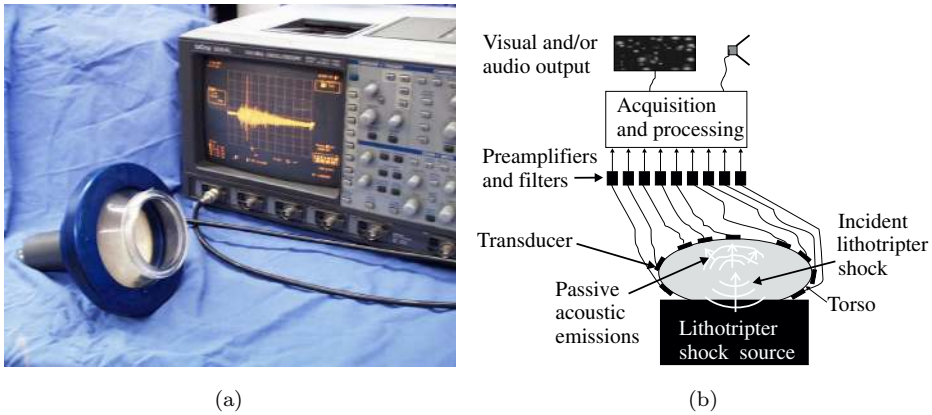 Visual and/or
audio output
Acquisition
and processing
Preamplifiers
and filters
Transducer
Incident
lithotripter
shock
Passive
acoustic
emissions
Torso
Lithotripter
shock source
(a)
(b)